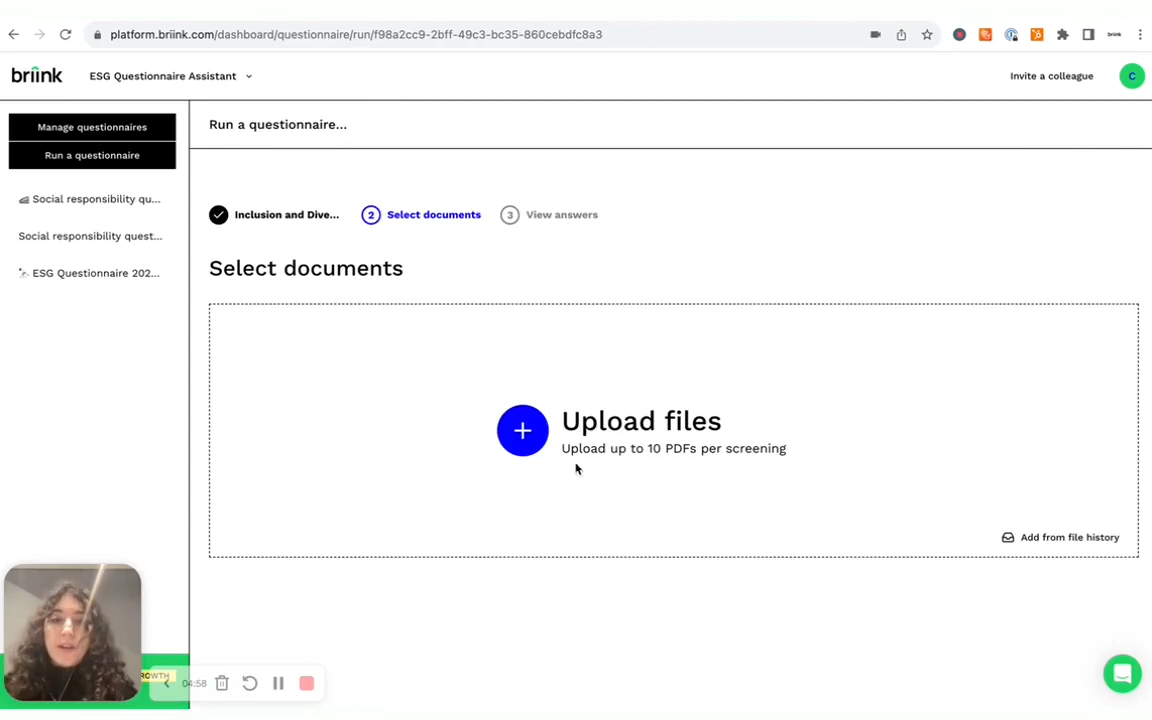 platform.briink.com/dashboard/questionnaire/run/f98a2cc9-2bff-49c3-bc35-860cebdfc8a3
briink
briink
ESG Questionnaire Assistant
Invite a colleague
C
Manage questionnaires
Run a questionnaire
Social responsibility qu...
Social responsibility quest...
ESG Questionnaire 202...
Run a questionnaire...
Inclusion and Dive...
2
Select documents
3
View answers
Select documents
Upload files
Upload up to 10 PDFs per screening
Add from file history
04:58